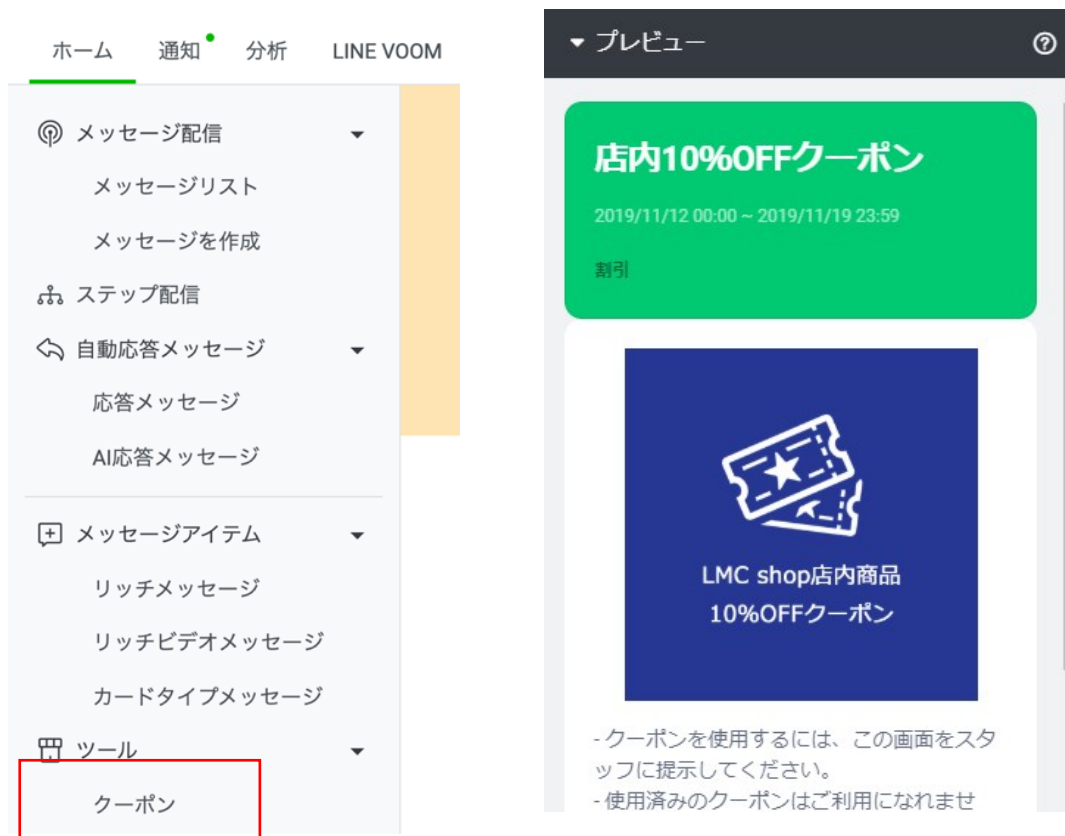 ホーム 通知 分析 LINE VOOM
メッセージ配信
メッセージリスト
メッセージを作成
ステップ配信
自動応答メッセージ
応答メッセージ
AI応答メッセージ
メッセージアイテム
リッチメッセージ
リッチビデオメッセージ
カードタイプメッセージ
ツール
クーポン
プレビュー
店内10%OFFクーポン
2019/11/12 00:00 ~ 2019/11/19 23:59
割引
LMC shop店内商品
10%OFFクーポン
- クーポンを使用するには、この画面をスタ
ッフに提示してください。
- 使用済みのクーポンはご利用になれませ